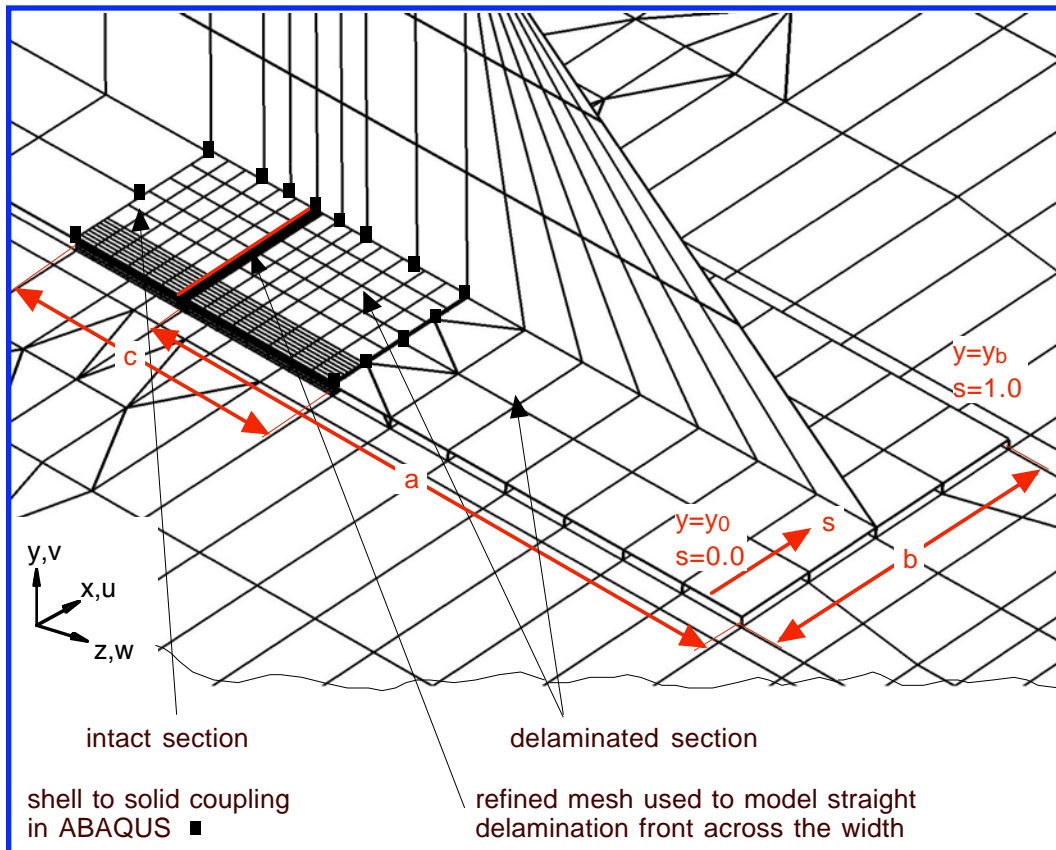 c
a
y=yb
s=1.0
y=y0
s
s=0.0
b
y,v
x,u
z,w
intact section
delaminated section
shell to solid coupling
in ABAQUS ■
refined mesh used to model straight
delamination front across the width